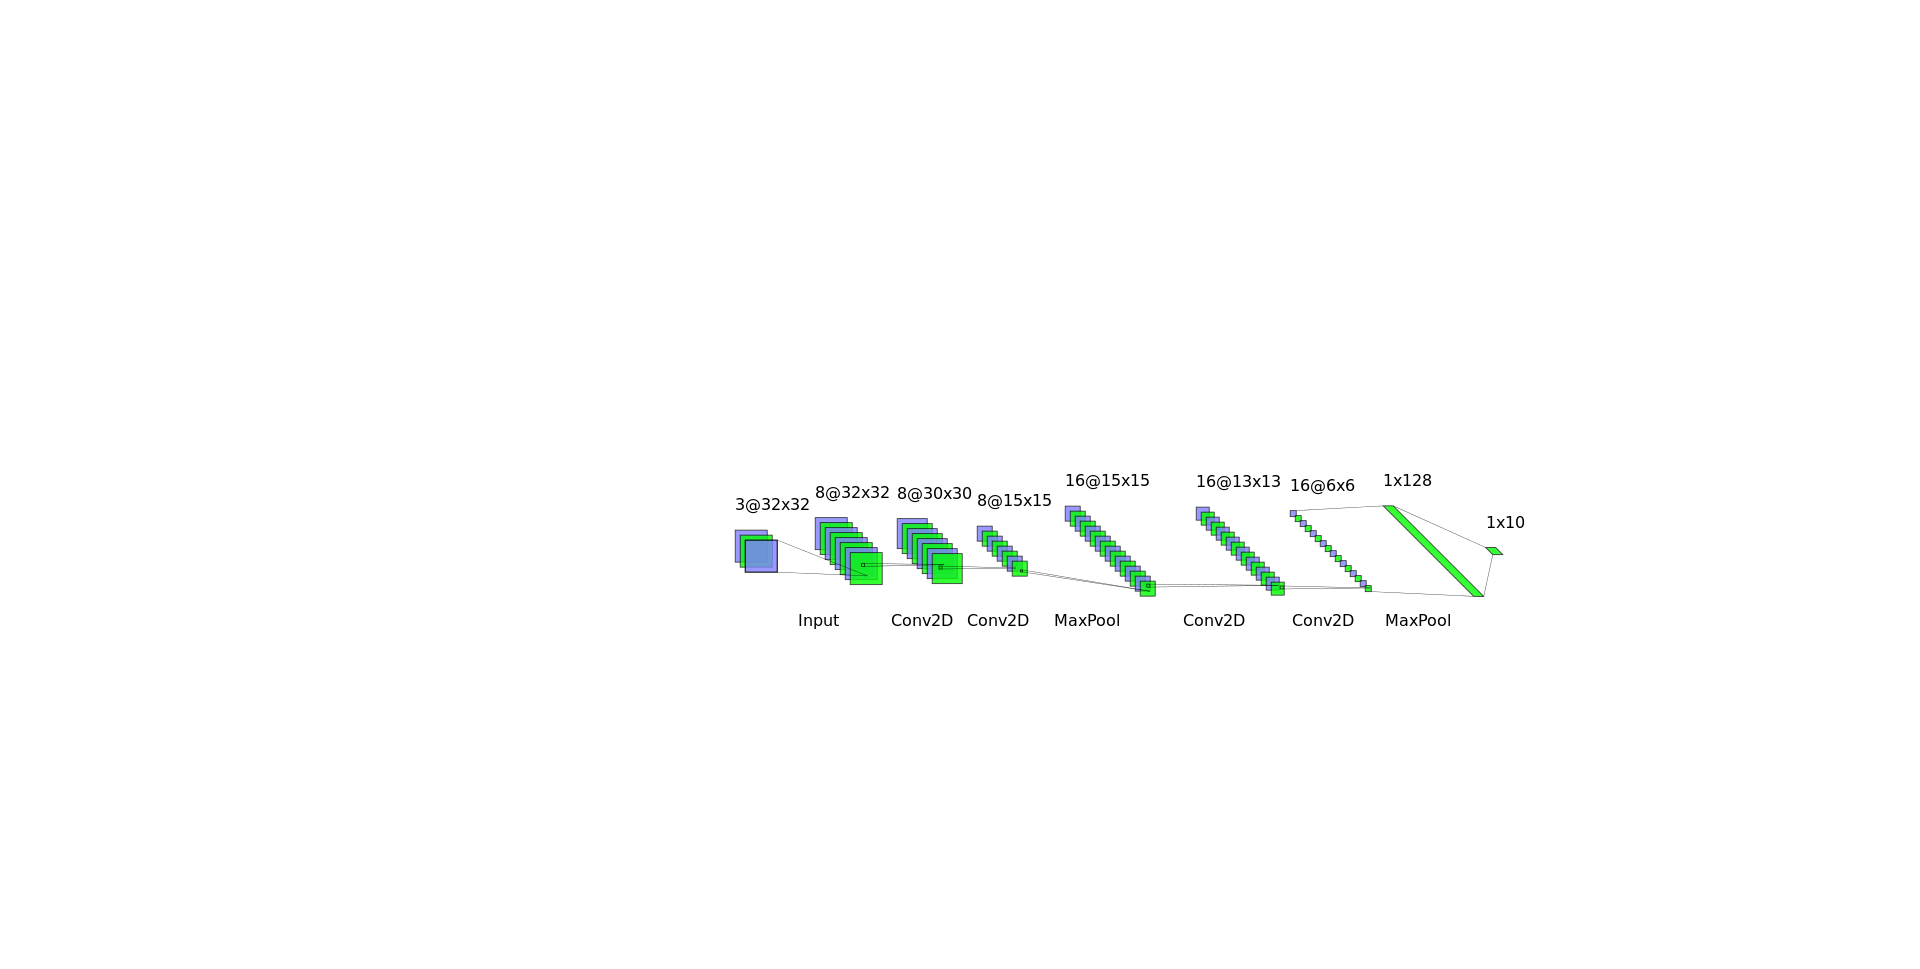 3@32x32
8@32x32
8@30x30
8@15x15
16@15x15
16@13x13
16@6x6
1x128
1x10
Input
Conv2D
Conv2D
MaxPool
Conv2D
Conv2D
MaxPool